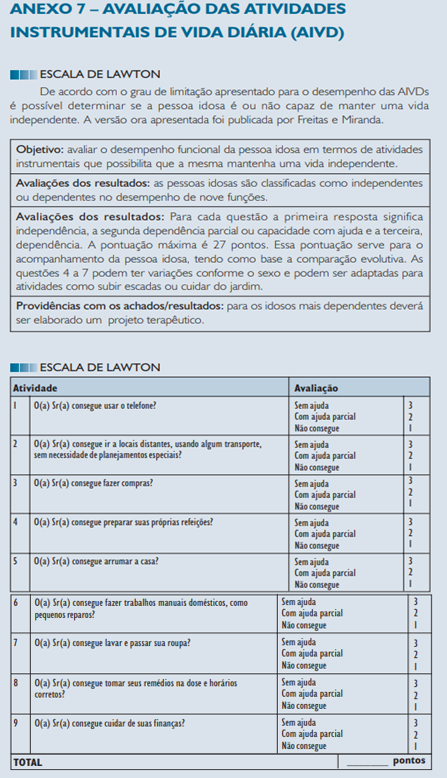 ANEXO 7 – AVALIAÇÃO DAS ATIVIDADES
INSTRUMENTAIS DE VIDA DIÁRIA (AIVD)
ESCALA DE LAWTON
De acordo com o grau de limitação apresentado para o desempenho das AIVDs
é possível determinar se a pessoa idosa é ou não capaz de manter uma vida
independente. A versão ora apresentada foi publicada por Freitas e Miranda.
Objetivo: avaliar o desempenho funcional da pessoa idosa em termos de atividades
instrumentais que possibilita que a mesma mantenha uma vida independente.
Avaliações dos resultados: as pessoas idosas são classificadas como independentes
ou dependentes no desempenho de nove funções.
Avaliações dos resultados: Para cada questão a primeira resposta significa
independência, a segunda dependência parcial ou capacidade com ajuda e a terceira,
dependência. A pontuação máxima é 27 pontos. Essa pontuação serve para o
acompanhamento da pessoa idosa, tendo como base a comparação evolutiva. As
questões 4 a 7 podem ter variações conforme o sexo e podem ser adaptadas para
atividades como subir escadas ou cuidar do jardim.
Providências com os achados/resultados: para os idosos mais dependentes deverá
ser elaborado um projeto terapêutico.
ESCALA DE LAWTON
Atividade Avaliação
1 O(a) Sr(a) consegue usar o telefone? Sem ajuda 3
Com ajuda parcial 2
Não consegue 1
2 O(a) Sr(a) consegue ir a locais distantes, usando algum transporte, Sem ajuda 3
sem necessidade de planejamentos especiais? Com ajuda parcial 2
Não consegue 1
3 O(a) Sr(a) consegue fazer compras? Sem ajuda 3
Com ajuda parcial 2
Não consegue 1
4 O(a) Sr(a) consegue preparar suas próprias refeições? Sem ajuda 3
Com ajuda parcial 2
Não consegue 1
5 O(a) Sr(a) consegue arrumar a casa? Sem ajuda 3
Com ajuda parcial 2
Não consegue 1
6 O(a) Sr(a) consegue fazer trabalhos manuais domésticos, como Sem ajuda 3
pequenos reparos? Com ajuda parcial 2
Não consegue 1
7 O(a) Sr(a) consegue lavar e passar sua roupa? Sem ajuda 3
Com ajuda parcial 2
Não consegue 1
8 O(a) Sr(a) consegue tomar seus remédios na dose e horários Sem ajuda 3
corretos? Com ajuda parcial 2
Não consegue 1
9 O(a) Sr(a) consegue cuidar de suas finanças? Sem ajuda 3
Com ajuda parcial 2
Não consegue 1
TOTAL ________ pontos